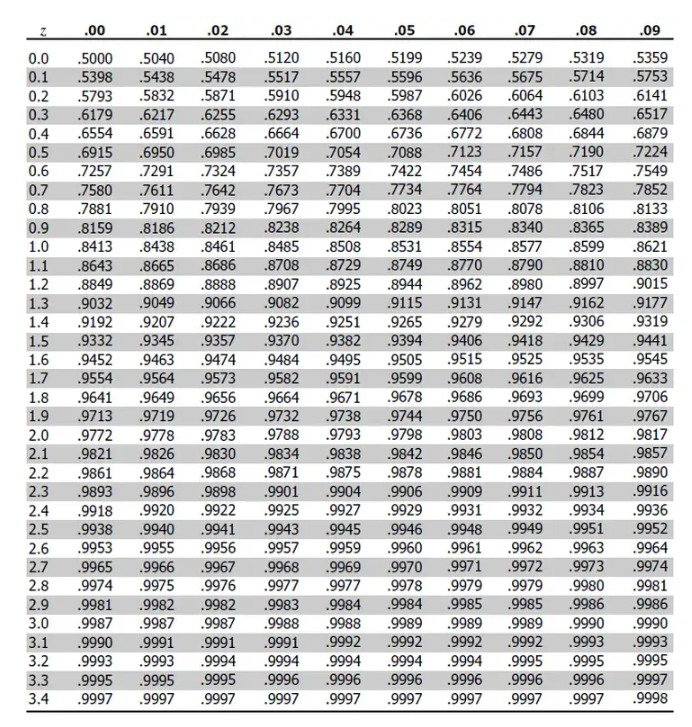 z .00 .01 .02 .03 .04 .05 .06 .07 .08 .09
0.0 .5000 .5040 .5080 .5120 .5160 .5199 .5239 .5279 .5319 .5359
0.1 .5398 .5438 .5478 .5517 .5557 .5596 .5636 .5675 .5714 .5753
0.2 .5793 .5832 .5871 .5910 .5948 .5987 .6026 .6064 .6103 .6141
0.3 .6179 .6217 .6255 .6293 .6331 .6368 .6406 .6443 .6480 .6517
0.4 .6554 .6591 .6628 .6664 .6700 .6736 .6772 .6808 .6844 .6879
0.5 .6915 .6950 .6985 .7019 .7054 .7088 .7123 .7157 .7190 .7224
0.6 .7257 .7291 .7324 .7357 .7389 .7422 .7454 .7486 .7517 .7549
0.7 .7580 .7611 .7642 .7673 .7704 .7734 .7764 .7794 .7823 .7852
0.8 .7881 .7910 .7939 .7967 .7995 .8023 .8051 .8078 .8106 .8133
0.9 .8159 .8186 .8212 .8238 .8264 .8289 .8315 .8340 .8365 .8389
1.0 .8413 .8438 .8461 .8485 .8508 .8531 .8554 .8577 .8599 .8621
1.1 .8643 .8665 .8686 .8708 .8729 .8749 .8770 .8790 .8810 .8830
1.2 .8849 .8869 .8888 .8907 .8925 .8944 .8962 .8980 .8997 .9015
1.3 .9032 .9049 .9066 .9082 .9099 .9115 .9131 .9147 .9162 .9177
1.4 .9192 .9207 .9222 .9236 .9251 .9265 .9279 .9292 .9306 .9319
1.5 .9332 .9345 .9357 .9370 .9382 .9394 .9406 .9418 .9429 .9441
1.6 .9452 .9463 .9474 .9484 .9495 .9505 .9515 .9525 .9535 .9545
1.7 .9554 .9564 .9573 .9582 .9591 .9599 .9608 .9616 .9625 .9633
1.8 .9641 .9649 .9656 .9664 .9671 .9678 .9686 .9693 .9699 .9706
1.9 .9713 .9719 .9726 .9732 .9738 .9744 .9750 .9756 .9761 .9767
2.0 .9772 .9778 .9783 .9788 .9793 .9798 .9803 .9808 .9812 .9817
2.1 .9821 .9826 .9830 .9834 .9838 .9842 .9846 .9850 .9854 .9857
2.2 .9861 .9864 .9868 .9871 .9875 .9878 .9881 .9884 .9887 .9890
2.3 .9893 .9896 .9898 .9901 .9904 .9906 .9909 .9911 .9913 .9916
2.4 .9918 .9920 .9922 .9925 .9927 .9929 .9931 .9932 .9934 .9936
2.5 .9938 .9940 .9941 .9943 .9945 .9946 .9948 .9949 .9951 .9952
2.6 .9953 .9955 .9956 .9957 .9959 .9960 .9961 .9962 .9963 .9964
2.7 .9965 .9966 .9967 .9968 .9969 .9970 .9971 .9972 .9973 .9974
2.8 .9974 .9975 .9976 .9977 .9977 .9978 .9979 .9979 .9980 .9981
2.9 .9981 .9982 .9982 .9983 .9984 .9984 .9985 .9985 .9986 .9986
3.0 .9987 .9987 .9987 .9988 .9988 .9989 .9989 .9989 .9990 .9990
3.1 .9990 .9991 .9991 .9991 .9992 .9992 .9992 .9992 .9993 .9993
3.2 .9993 .9993 .9994 .9994 .9994 .9994 .9994 .9995 .9995 .9995
3.3 .9995 .9995 .9995 .9996 .9996 .9996 .9996 .9996 .9996 .9997
3.4 .9997 .9997 .9997 .9997 .9997 .9997 .9997 .9997 .9997 .9998